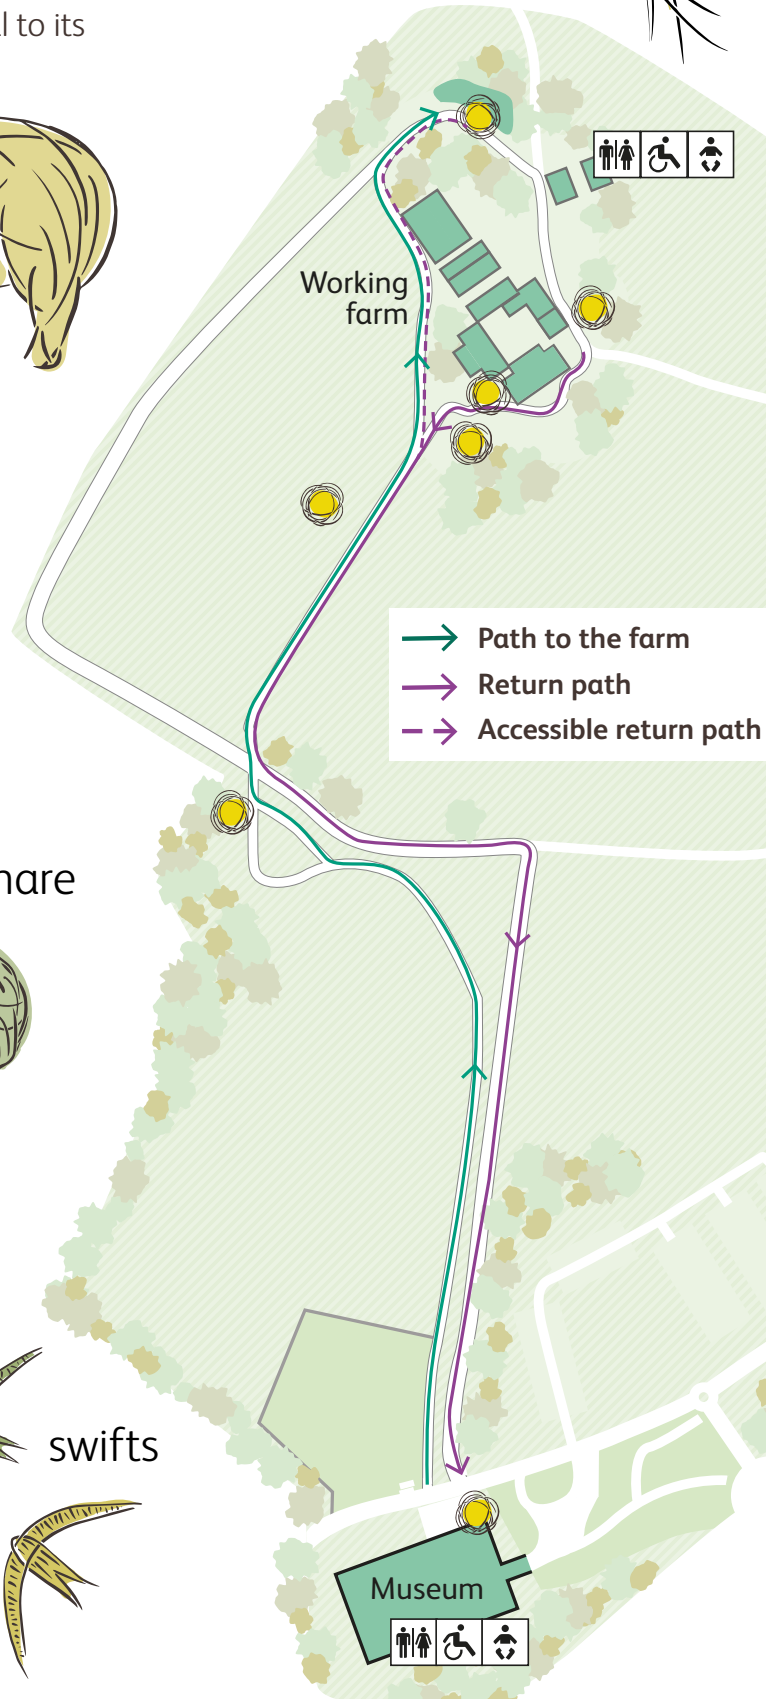 l to its
Working
farm
Path to the farm
Return path
Accessible return path
hare
swifts
Museum